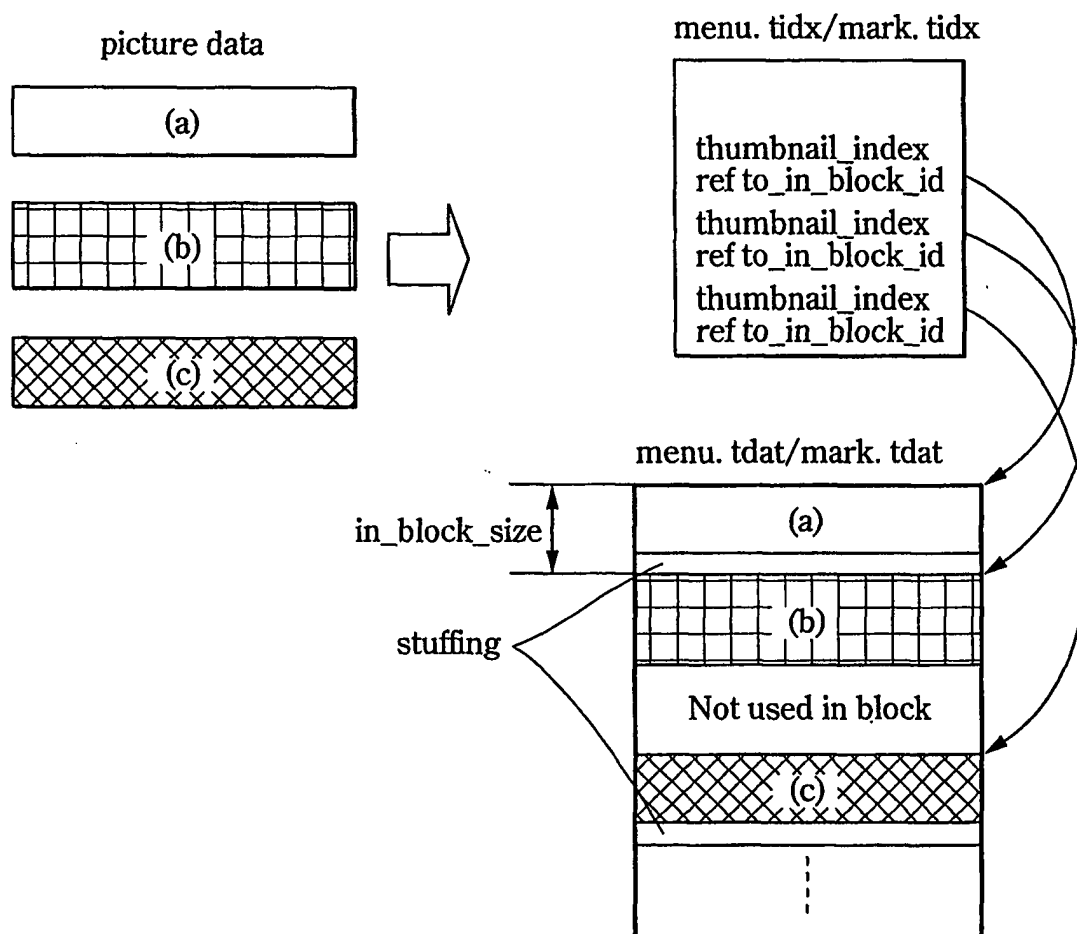 picture data
(a)
(b)
(c)
menu. tidx/mark. tidx
thumbnail_index
ref to_in_block_id
thumbnail_index
ref to_in_block_id
thumbnail_index
ref to_in_block_id
menu. tdat/mark. tdat
in_block_size
stuffing
(a)
(b)
Not used in block
(c)